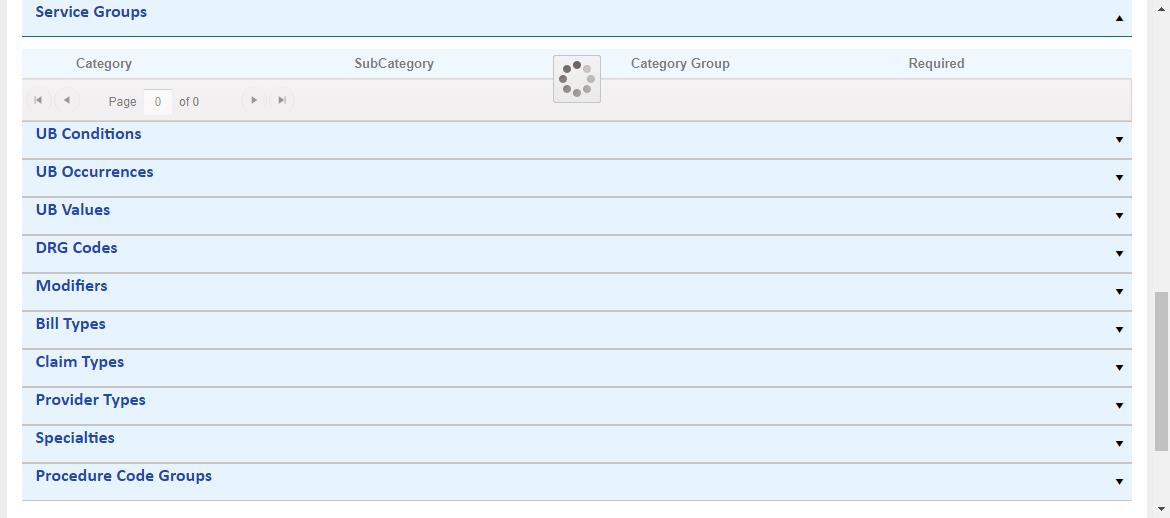 Service Groups
Category SubCategory Category Group Required
Page 0 of 0
UB Conditions
UB Occurrences
UB Values
DRG Codes
Modifiers
Bill Types
Claim Types
Provider Types
Specialties
Procedure Code Groups